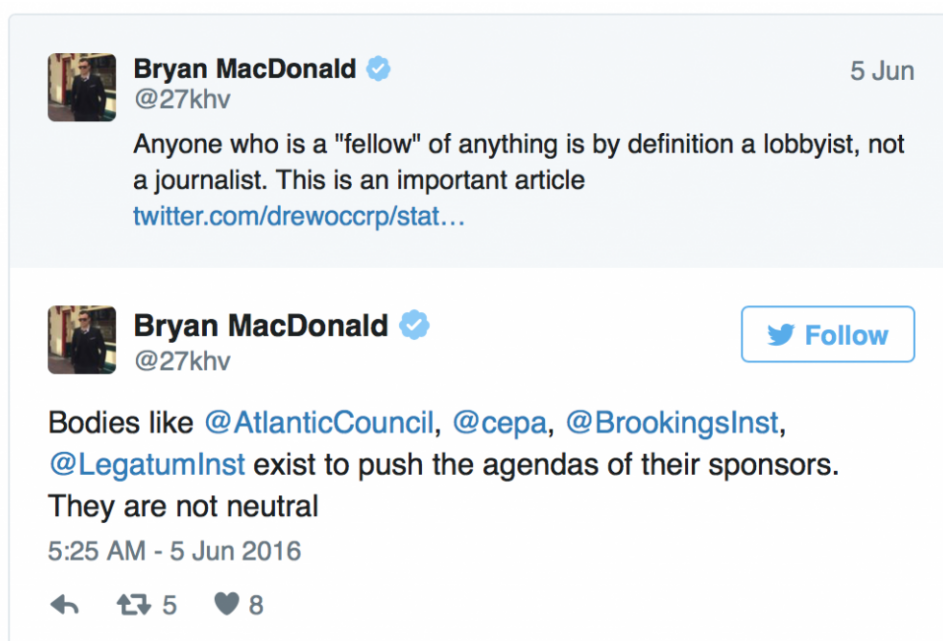 Bryan MacDonald
5 Jun
@27khv
Anyone who is a "fellow" of anything is by definition a lobbyist, not
a journalist. This is an important article
twitter.com/drewoccrp/stat…
Bryan MacDonald
Follow
@27khv
Bodies like @AtlanticCouncil, @cepa, @BrookingsInst,
@LegatumInst exist to push the agendas of their sponsors.
They are not neutral
5:25 AM - 5 Jun 2016
5 8